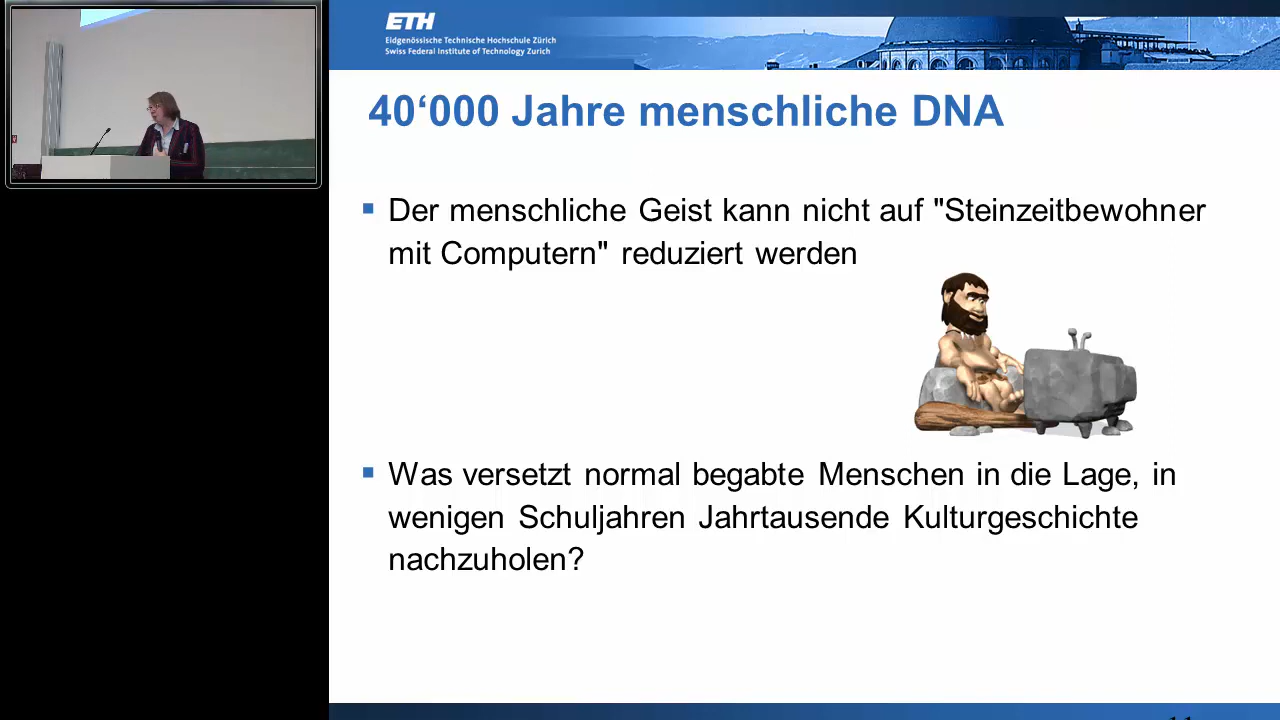 ETH
Eidgenössische Technische Hochschule Zürich
Swiss Federal Institute of Technology Zurich
40‘000 Jahre menschliche DNA
Der menschliche Geist kann nicht auf "Steinzeitbewohner
mit Computern" reduziert werden
Was versetzt normal begabte Menschen in die Lage, in
wenigen Schuljahren Jahrtausende Kulturgeschichte
nachzuholen?